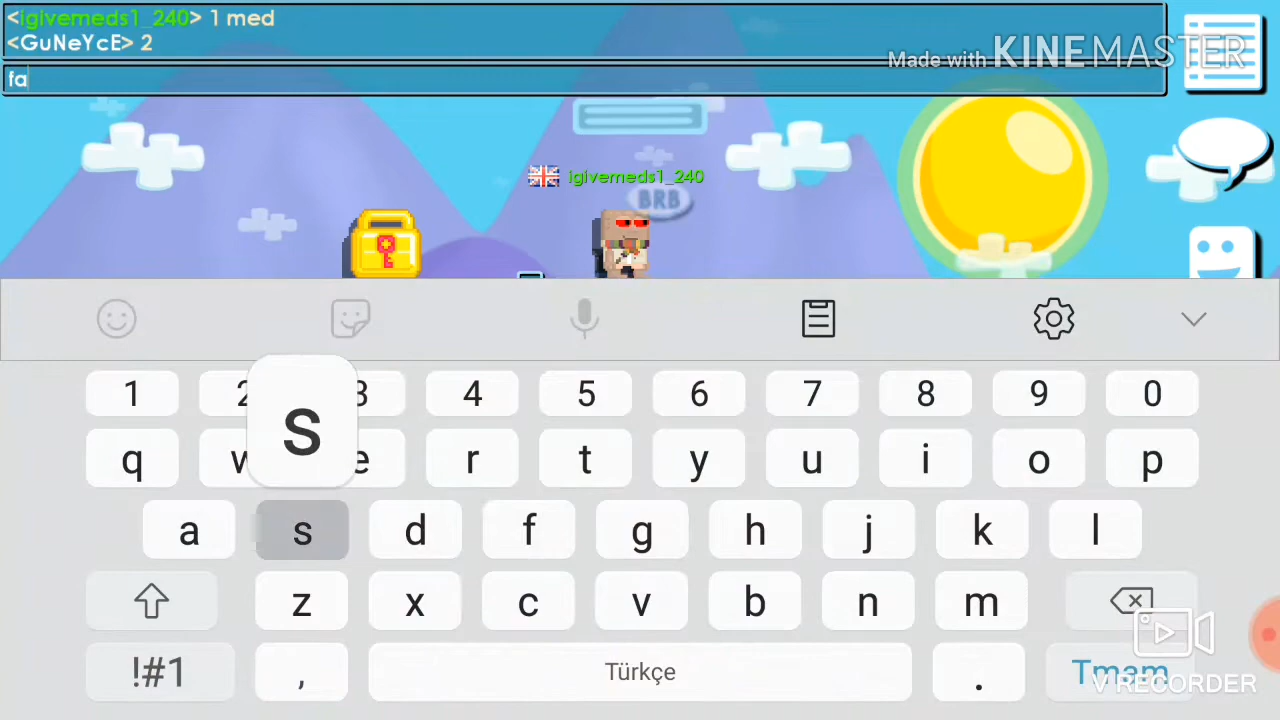 <igivemeds1_240> 1 med
<GuNeYcE> 2
Made with KINEMASTER
fa
igivemeds1_240
BRB
1 2 3 4 5 6 7 8 9 0
s
q w e r t y u i o p
a s d f g h j k l
z x c v b n m
!#1 , Türkçe . Tmam
V RECORDER